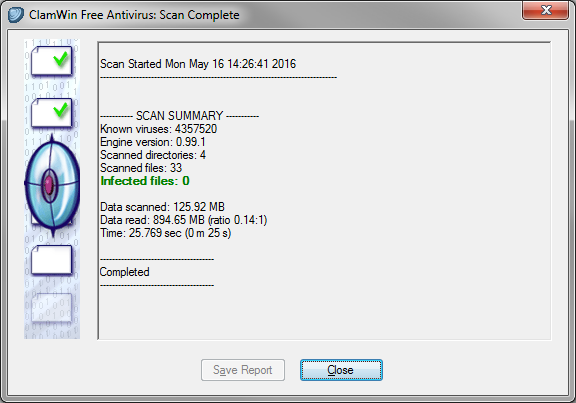 ClamWin Free Antivirus: Scan Complete
Scan Started Mon May 16 14:26:41 2016
-------------------------------------------------------------------------------
----------- SCAN SUMMARY -----------
Known viruses: 4357520
Engine version: 0.99.1
Scanned directories: 4
Scanned files: 33
Infected files: 0
Data scanned: 125.92 MB
Data read: 894.65 MB (ratio 0.14:1)
Time: 25.769 sec (0 m 25 s)
--------------------------------------
Completed
--------------------------------------
Save Report Close